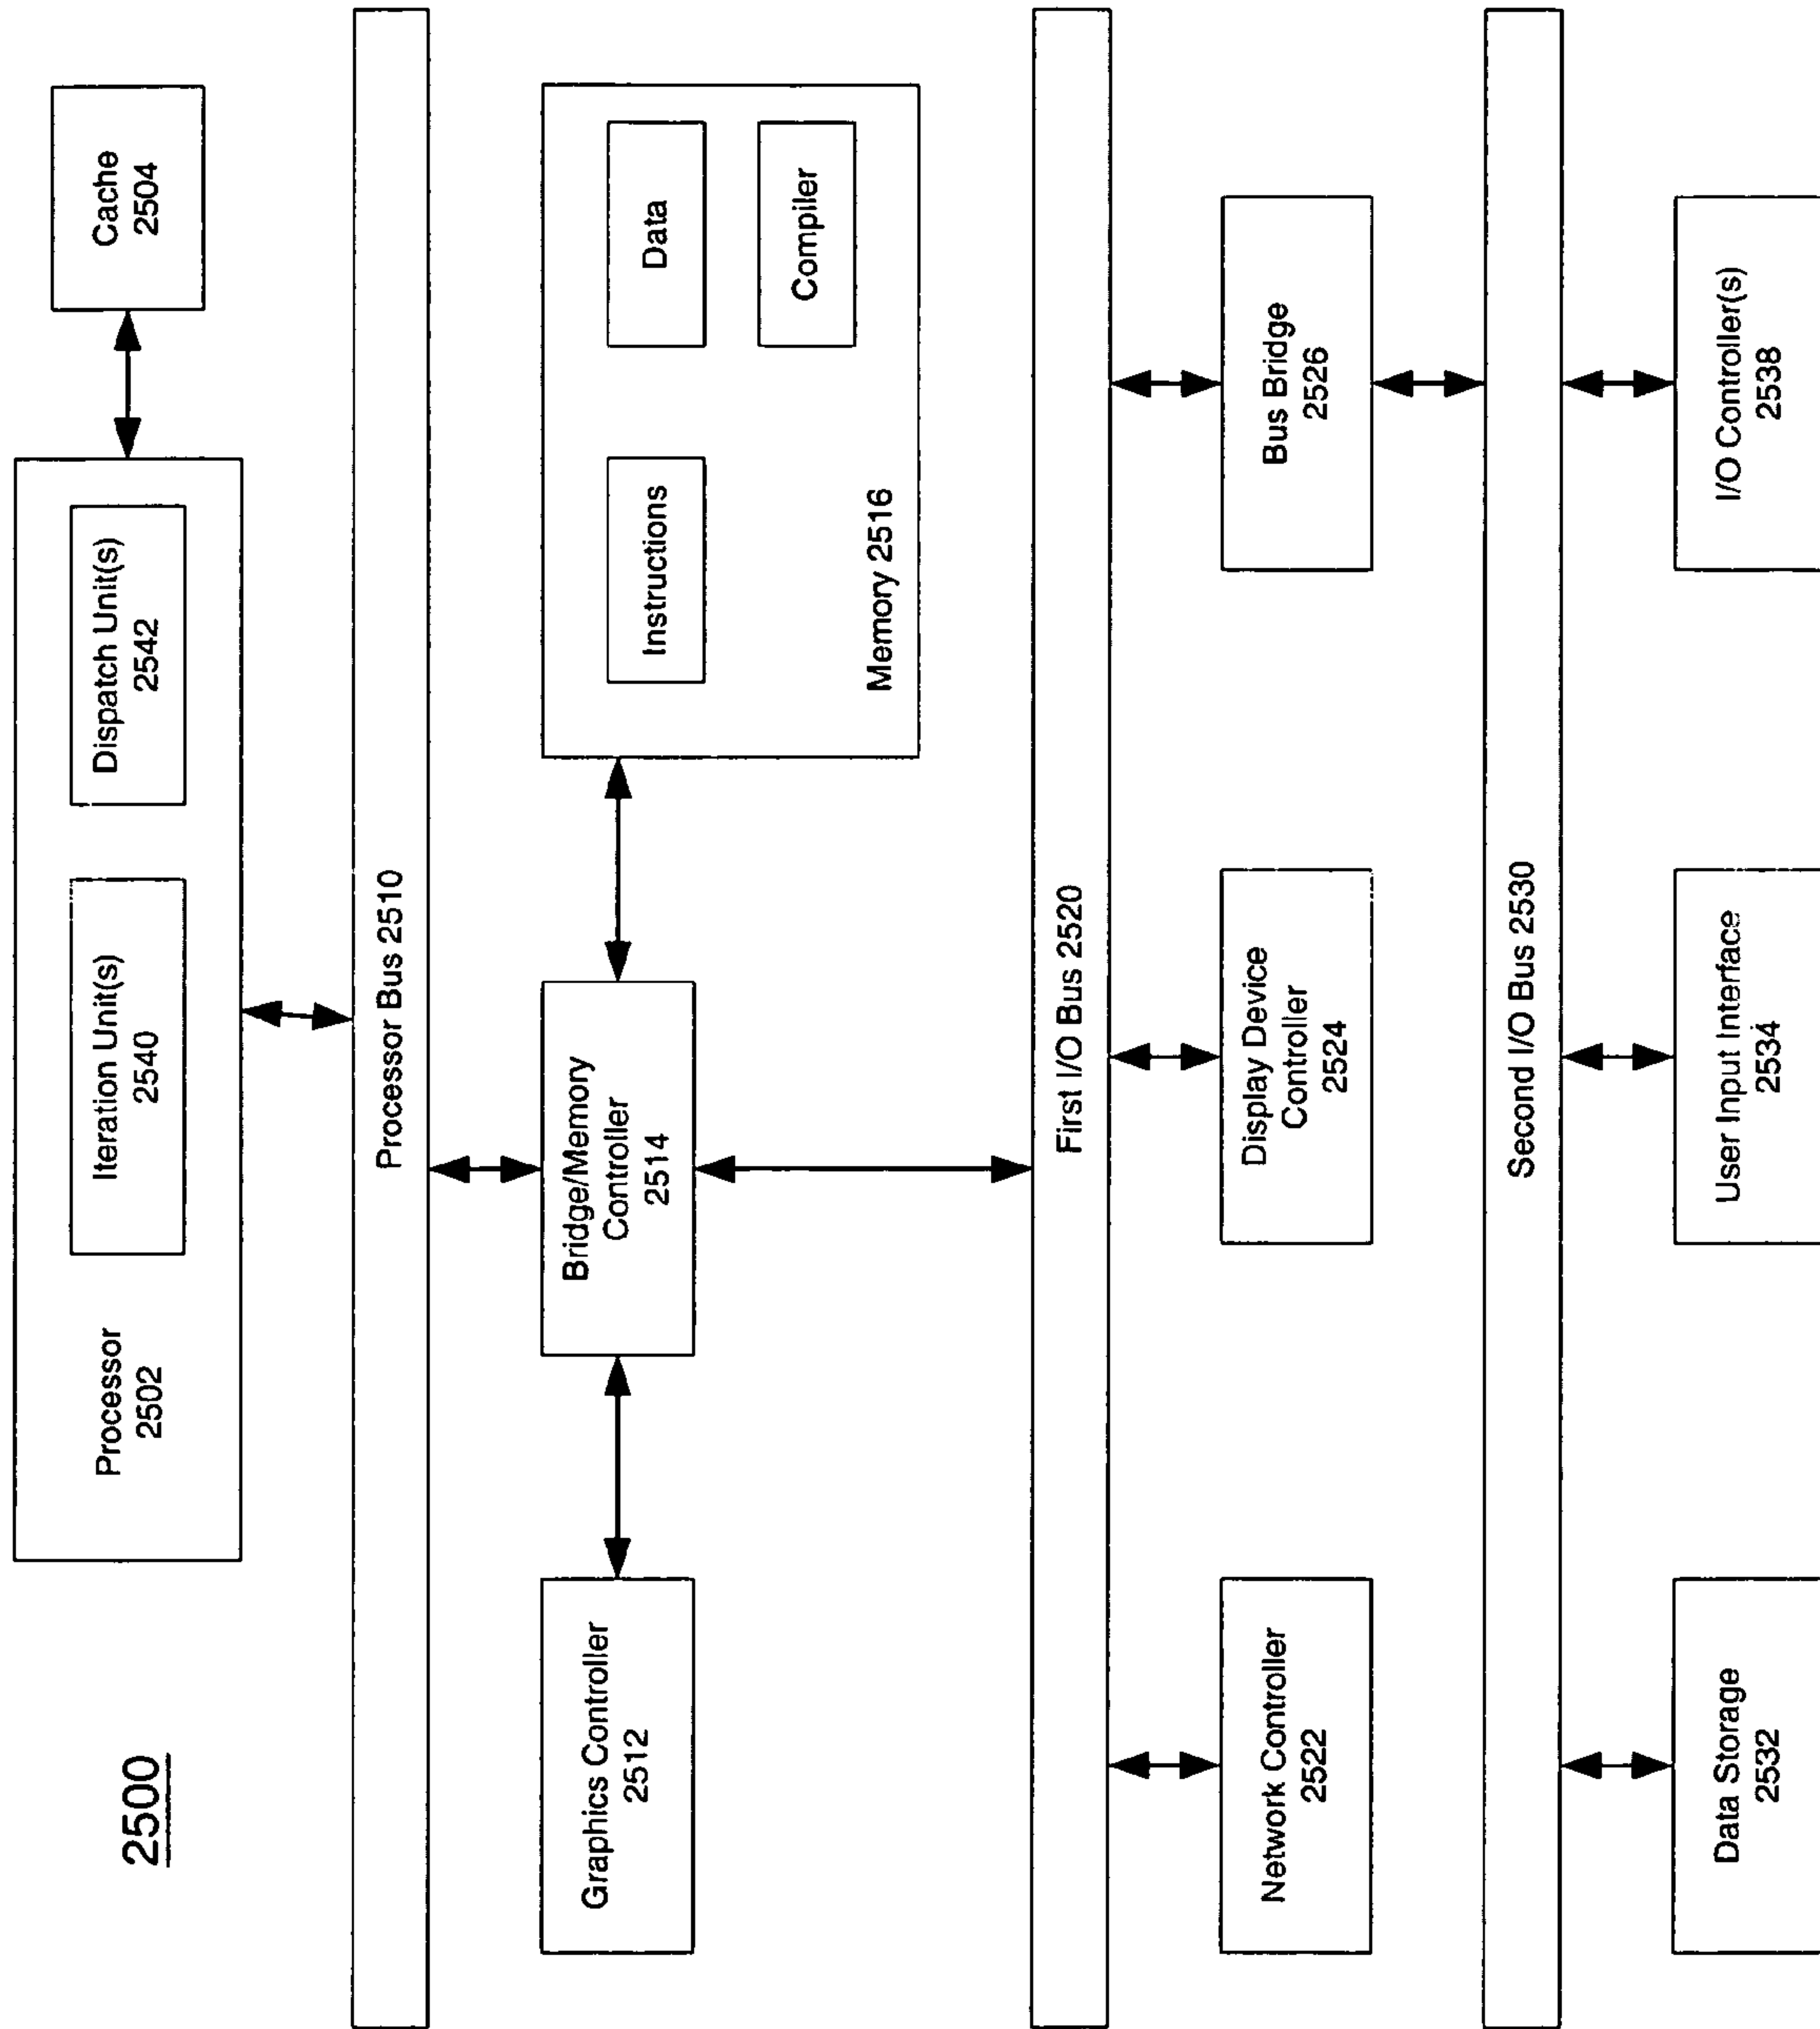 2500
Processor
2502
Iteration Unit(s)
2540
Dispatch Unit(s)
2542
Cache
2504
Processor Bus 2510
Graphics Controller
2512
Bridge/Memory
Controller
2514
Instructions
Data
Compiler
Memory 2516
First I/O Bus 2520
Network Controller
2522
Display Device
Controller
2524
Bus Bridge
2526
Second I/O Bus 2530
Data Storage
2532
User Input Interface
2534
I/O Controller(s)
2538